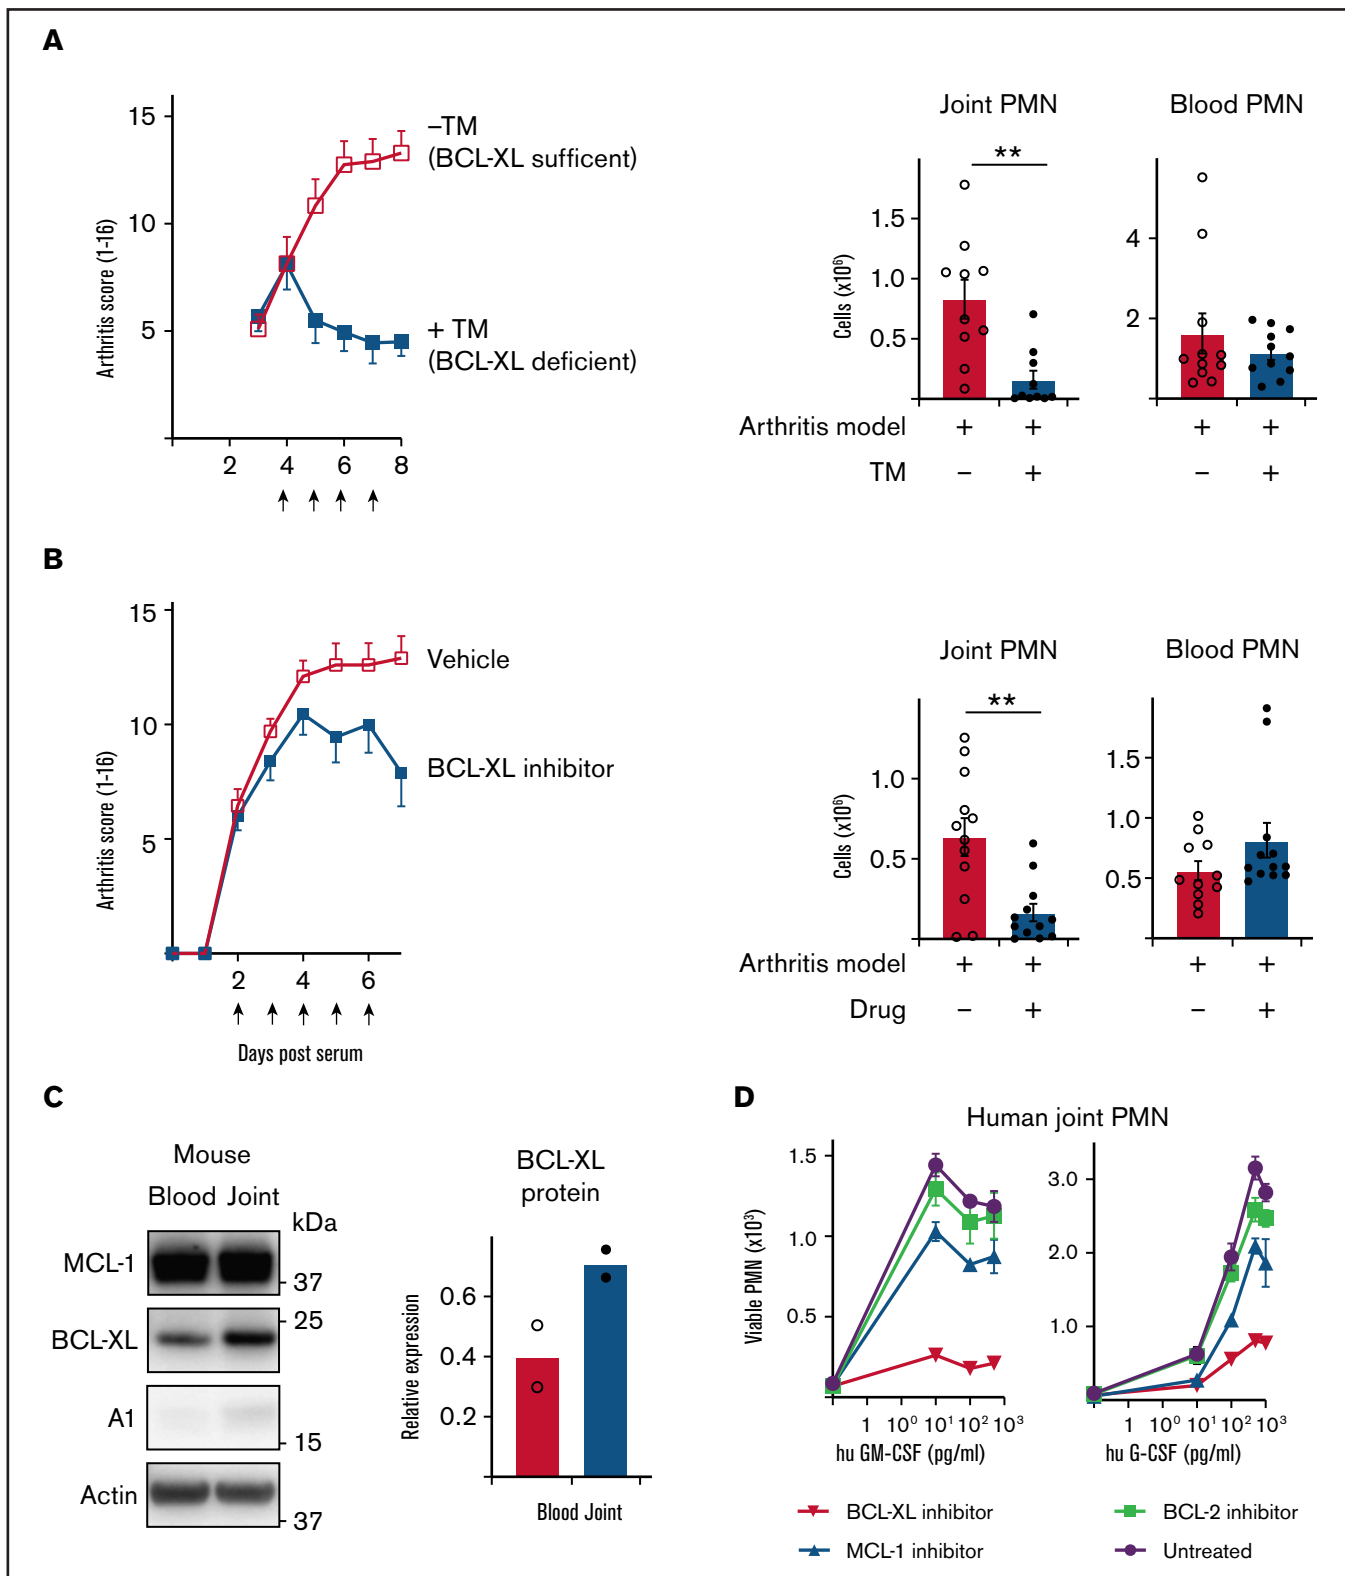 A
15
10
5
Arthritis score (1-16)
2 4 6 8
–TM
(BCL-XL sufficent)
+ TM
(BCL-XL deficient)
Joint PMN
**
1.5
1.0
0.5
Cells (x10⁶)
Blood PMN
4
2
Arthritis model + + + +
TM – + – +
B
15
10
5
Arthritis score (1-16)
2 4 6
Days post serum
Vehicle
BCL-XL inhibitor
Joint PMN
**
1.0
0.5
Cells (x10⁶)
Blood PMN
1.5
1.0
0.5
Arthritis model + + + +
Drug – + – +
C
Mouse
Blood Joint
kDa
MCL-1
37
25
BCL-XL
A1
15
Actin
37
BCL-XL
protein
0.6
0.4
0.2
Relative expression
Blood Joint
D
Human joint PMN
1.5
1.0
0.5
Viable PMN (x10³)
1 10⁰ 10¹ 10² 10³
hu GM-CSF (pg/ml)
3.0
2.0
1.0
1 10⁰ 10¹ 10² 10³
hu G-CSF (pg/ml)
BCL-XL inhibitor
BCL-2 inhibitor
MCL-1 inhibitor
Untreated